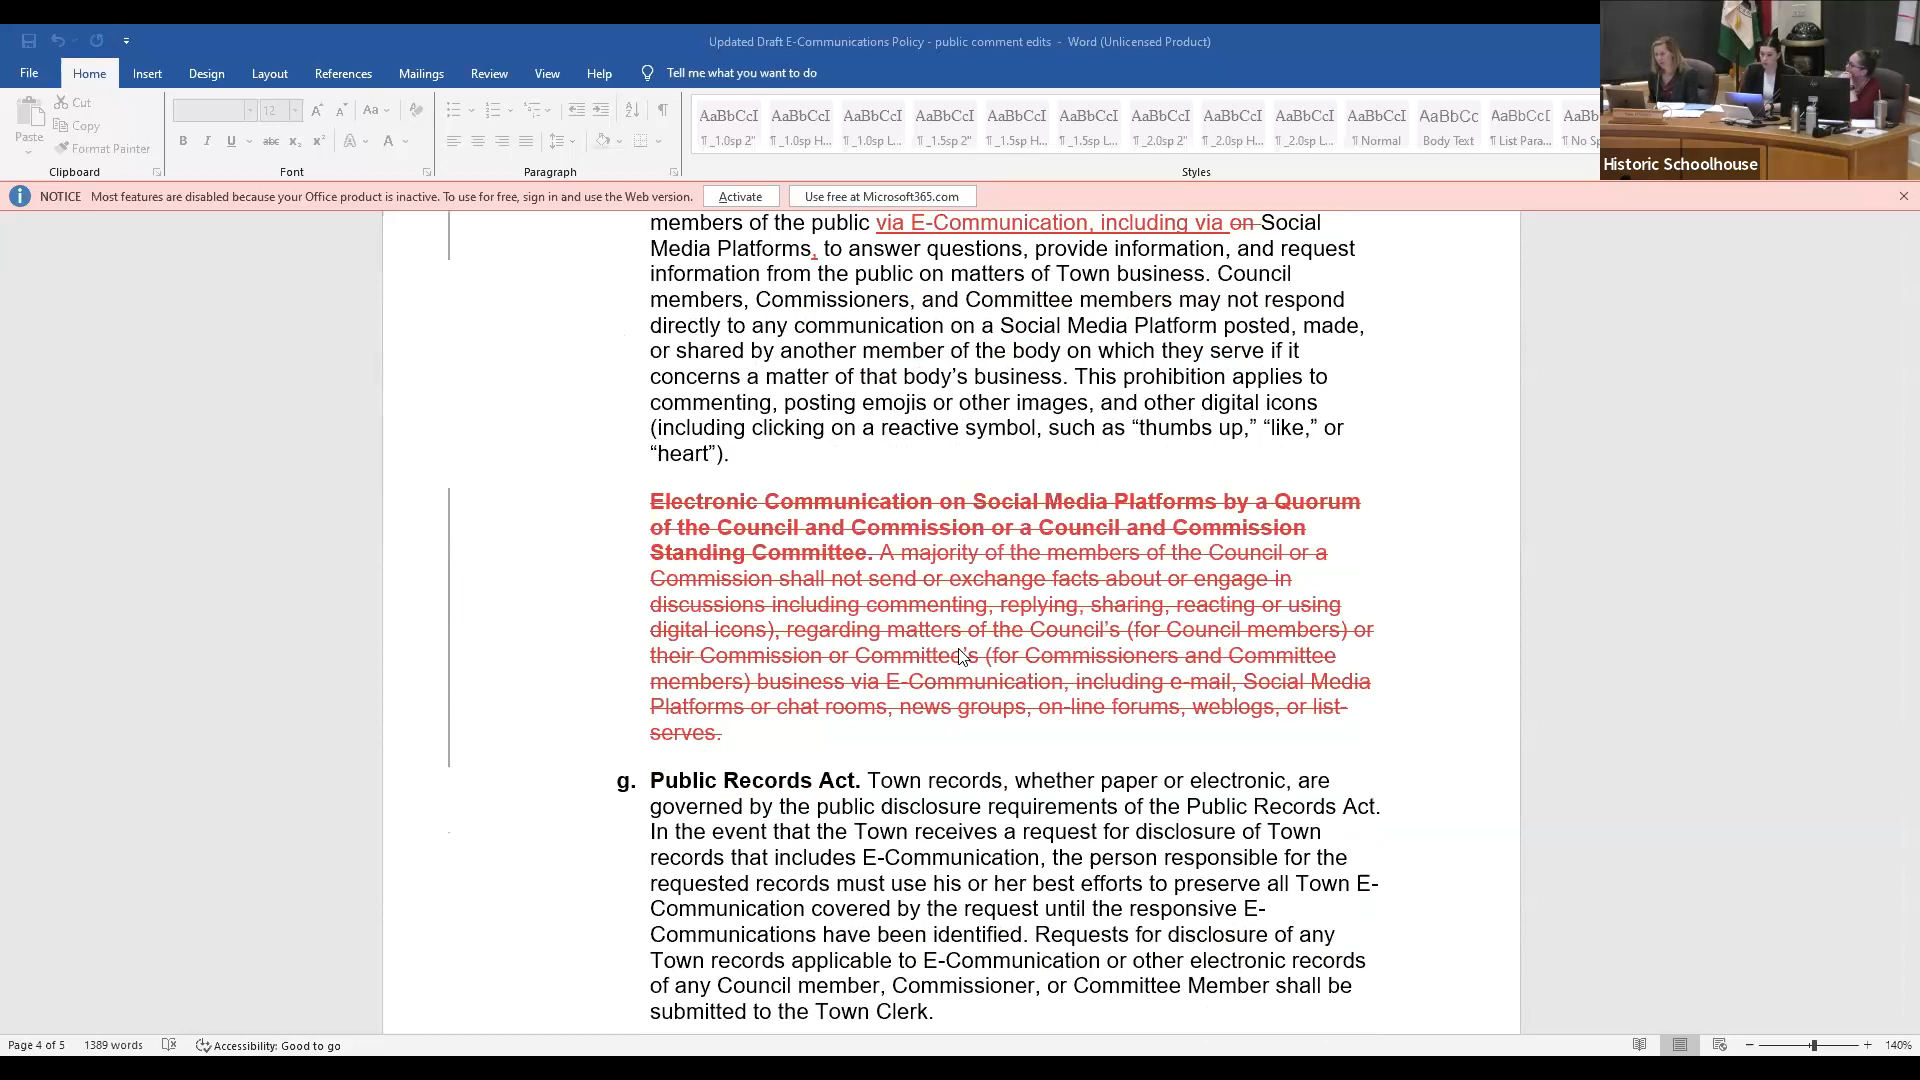 Updated Draft E-Communications Policy - public comment edits - Word (Unlicensed Product)
File Home Insert Design Layout References Mailings Review View Help Tell me what you want to do
Paste
Cut
Copy
Format Painter
Clipboard
12
Font
Paragraph
AaBbCcI AaBbCcI AaBbCcI AaBbCcI AaBbCcI AaBbCcI AaBbCcI AaBbCcI AaBbCcI AaBbCcI AaBbCc AaBbCcI AaBbCcI
¶ _1.0sp 2" ¶ _1.0sp H... ¶ _1.0sp L... ¶ _1.5sp 2" ¶ _1.5sp H... ¶ _1.5sp L... ¶ _2.0sp 2" ¶ _2.0sp H... ¶ _2.0sp L... ¶ Normal Body Text ¶ List Para... ¶ No Sp
Styles
Historic Schoolhouse
NOTICE Most features are disabled because your Office product is inactive. To use for free, sign in and use the Web version. Activate Use free at Microsoft365.com
members of the public via E-Communication, including via on Social
Media Platforms, to answer questions, provide information, and request
information from the public on matters of Town business. Council
members, Commissioners, and Committee members may not respond
directly to any communication on a Social Media Platform posted, made,
or shared by another member of the body on which they serve if it
concerns a matter of that body’s business. This prohibition applies to
commenting, posting emojis or other images, and other digital icons
(including clicking on a reactive symbol, such as “thumbs up,” “like,” or
“heart”).
Electronic Communication on Social Media Platforms by a Quorum
of the Council and Commission or a Council and Commission
Standing Committee. A majority of the members of the Council or a
Commission shall not send or exchange facts about or engage in
discussions including commenting, replying, sharing, reacting or using
digital icons), regarding matters of the Council’s (for Council members) or
their Commission or Committee’s (for Commissioners and Committee
members) business via E-Communication, including e-mail, Social Media
Platforms or chat rooms, news groups, on-line forums, weblogs, or list-
serves.
g. Public Records Act. Town records, whether paper or electronic, are
governed by the public disclosure requirements of the Public Records Act.
In the event that the Town receives a request for disclosure of Town
records that includes E-Communication, the person responsible for the
requested records must use his or her best efforts to preserve all Town E-
Communication covered by the request until the responsive E-
Communications have been identified. Requests for disclosure of any
Town records applicable to E-Communication or other electronic records
of any Council member, Commissioner, or Committee Member shall be
submitted to the Town Clerk.
Page 4 of 5 1389 words Accessibility: Good to go 140%